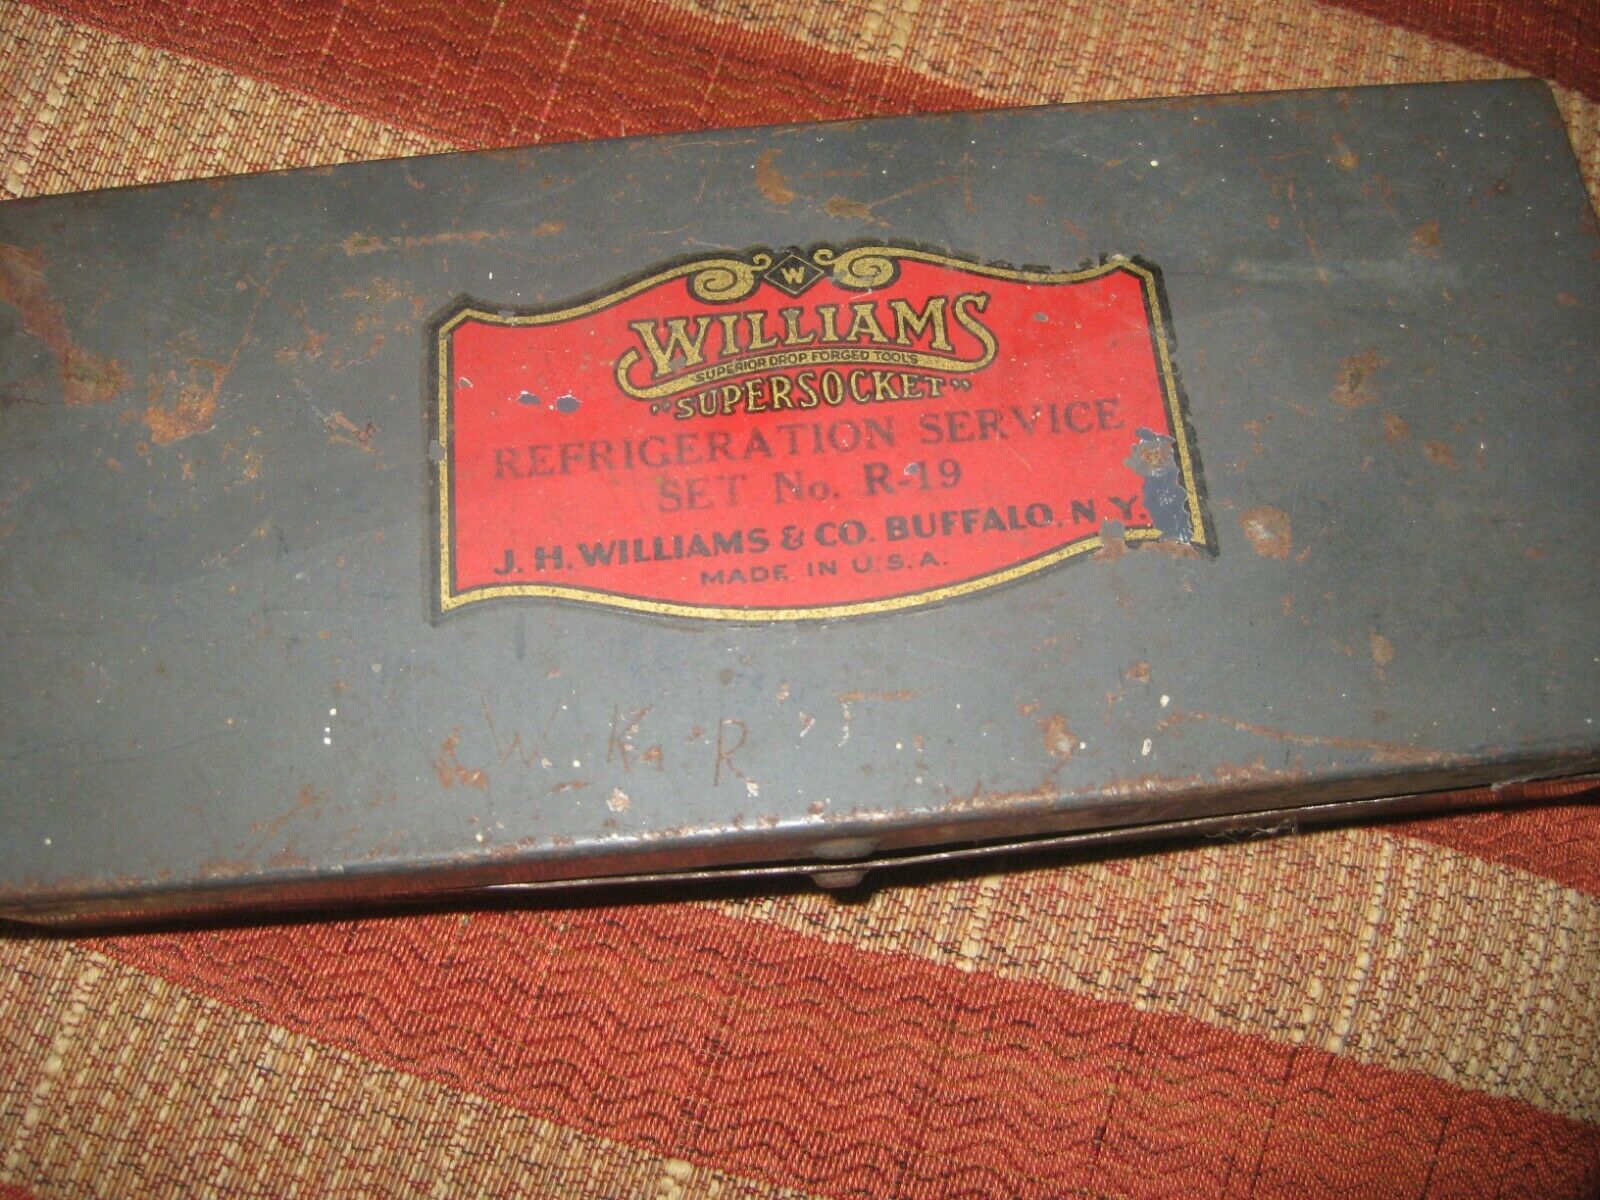 W
WILLIAMS
SUPERIOR DROP FORGED TOOLS
"SUPERSOCKET"
REFRIGERATION SERVICE
SET No. R-19
J. H. WILLIAMS & CO. BUFFALO, N.Y.
MADE IN U.S.A.
W. K. R